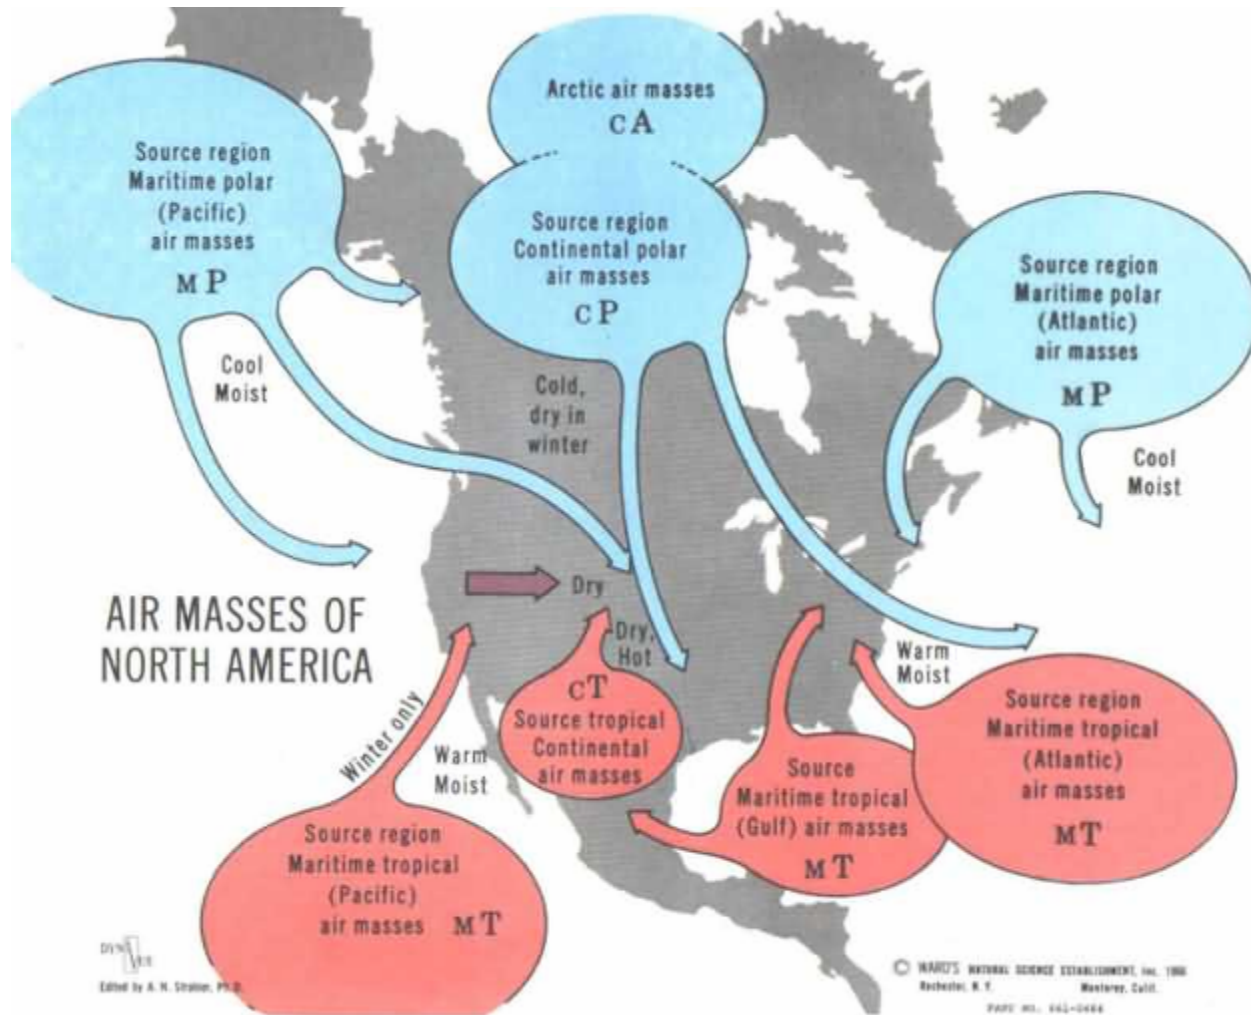 Arctic air masses
cA
Source region
Maritime polar
(Pacific)
air masses
MP
Source region
Continental polar
air masses
cP
Source region
Maritime polar
(Atlantic)
air masses
MP
Cool
Moist
Cold,
dry in
winter
Cool
Moist
AIR MASSES OF
NORTH AMERICA
Dry
Dry,
Hot
Warm
Moist
cT
Source tropical
Continental
air masses
Winter only
Warm
Moist
Source region
Maritime tropical
(Atlantic)
air masses
MT
Source
Maritime tropical
(Gulf) air masses
MT
Source region
Maritime tropical
(Pacific)
air masses MT
Edited by A. N. Strahler, Ph.D.
© WARD'S NATURAL SCIENCE ESTABLISHMENT, Inc. 1966
Rochester, N.Y. Monterey, Calif.
PART NO.